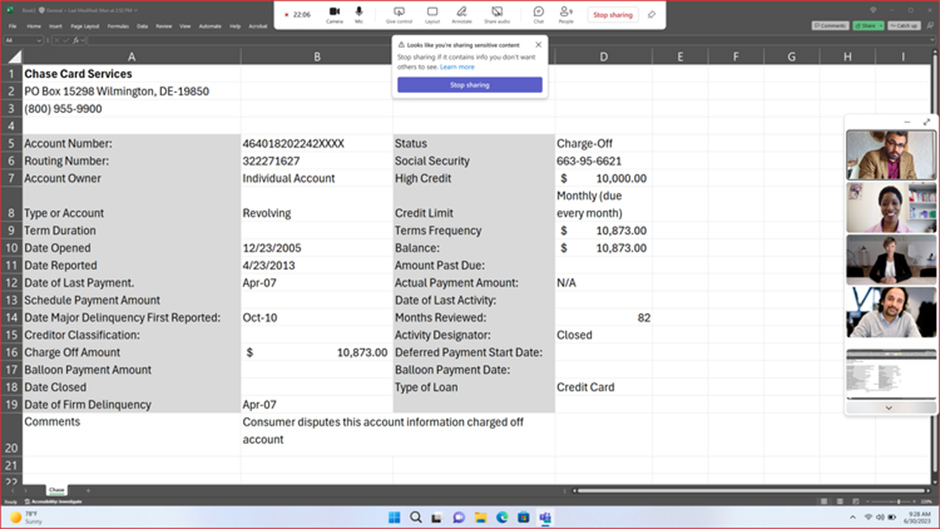 Book3 General • Last Modified: Mon at 2:52 PM
22:06
Camera Mic Give control Layout Annotate Share audio Chat People Stop sharing
File Home Insert Page Layout Formulas Data Review View Automate Help Acrobat
Comments Share Catch up
A4
fx
Looks like you're sharing sensitive content
Stop sharing if it contains info you don't want
others to see. Learn more
Stop sharing
A B D E F G H I
1 Chase Card Services
2 PO Box 15298 Wilmington, DE-19850
3 (800) 955-9900
4
5 Account Number: 464018202242XXXX Status Charge-Off
6 Routing Number: 322271627 Social Security 663-95-6621
7 Account Owner Individual Account High Credit $ 10,000.00
8 Type or Account Revolving Credit Limit Monthly (due
every month)
9 Term Duration Terms Frequency $ 10,873.00
10 Date Opened 12/23/2005 Balance: $ 10,873.00
11 Date Reported 4/23/2013 Amount Past Due:
12 Date of Last Payment. Apr-07 Actual Payment Amount: N/A
13 Schedule Payment Amount Date of Last Activity:
14 Date Major Delinquency First Reported: Oct-10 Months Reviewed: 82
15 Creditor Classification: Activity Designator: Closed
16 Charge Off Amount $ 10,873.00 Deferred Payment Start Date:
17 Balloon Payment Amount Balloon Payment Date:
18 Date Closed Type of Loan Credit Card
19 Date of Firm Delinquency Apr-07
20 Comments Consumer disputes this account information charged off
account
21
22
Chase
Ready Accessibility: Investigate
78°F
Sunny
9:28 AM
6/30/2023